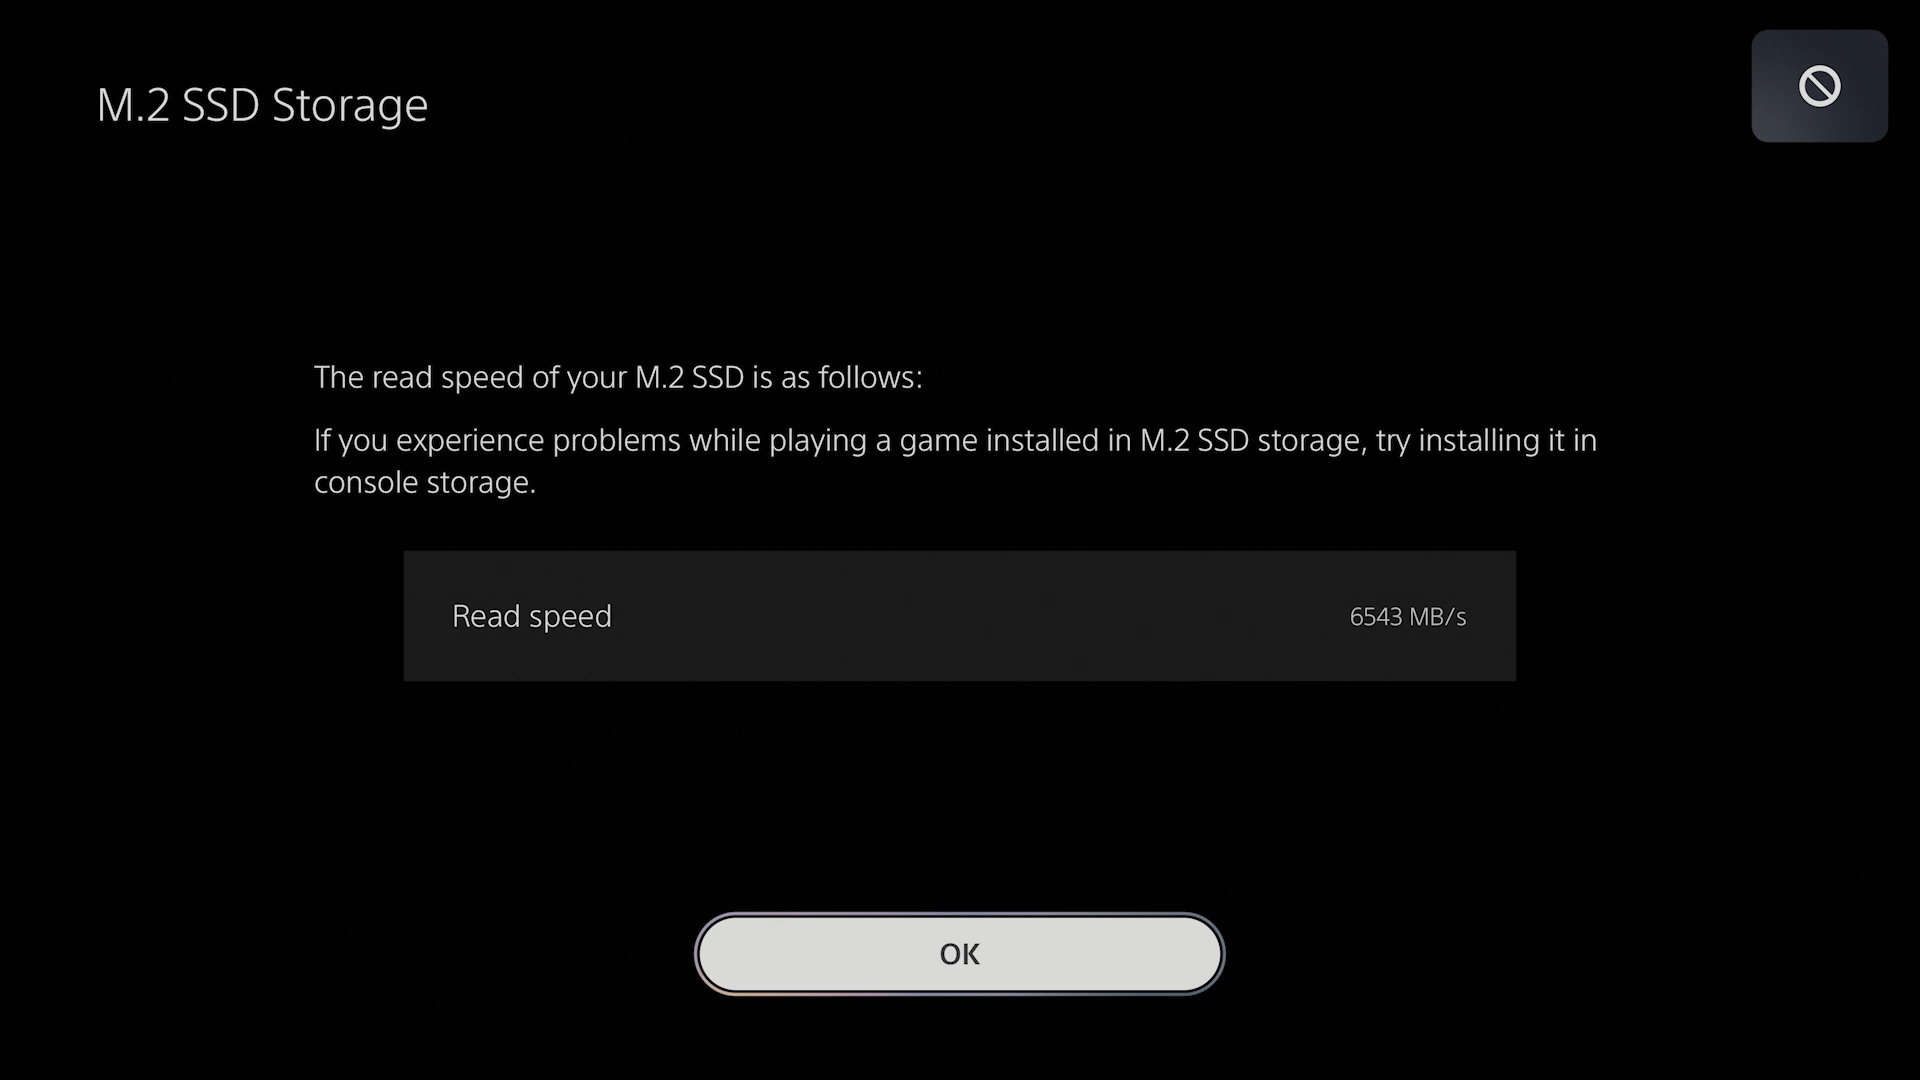 M.2 SSD Storage
The read speed of your M.2 SSD is as follows:
If you experience problems while playing a game installed in M.2 SSD storage, try installing it in
console storage.
Read speed 6543 MB/s
OK